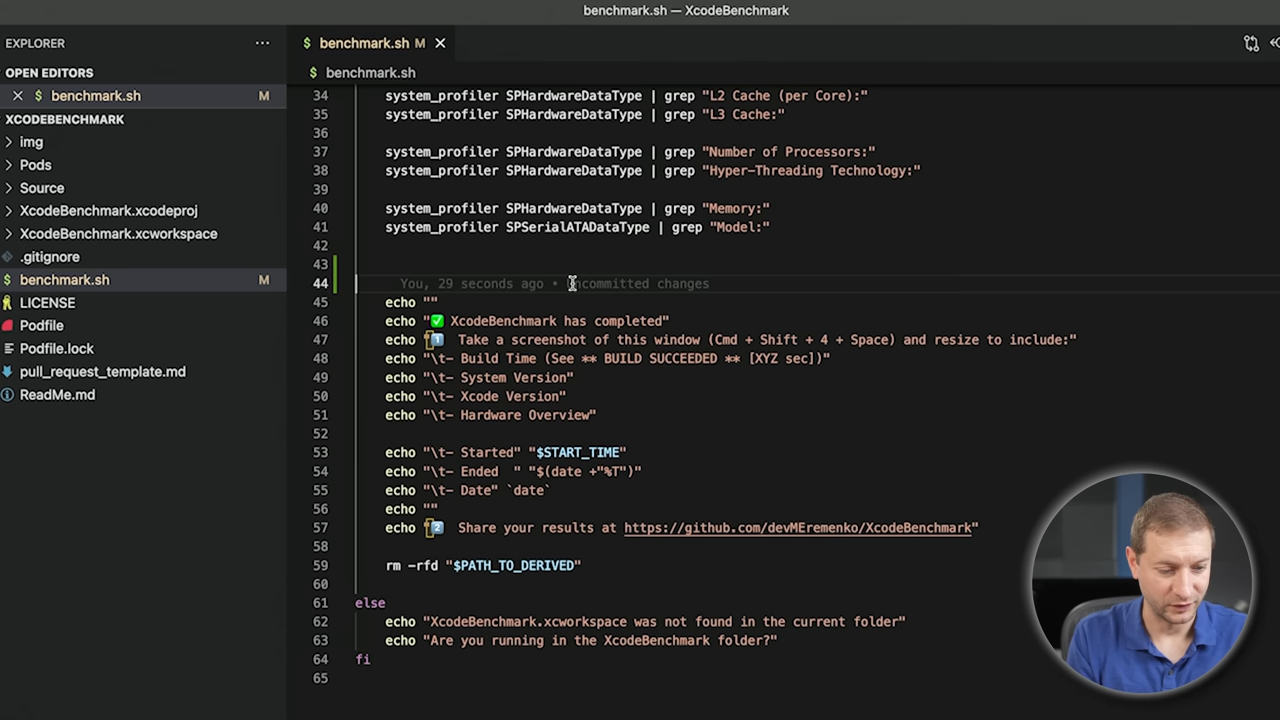 benchmark.sh — XcodeBenchmark
EXPLORER ···
OPEN EDITORS
$ benchmark.sh M
XCODEBENCHMARK
img
Pods
Source
XcodeBenchmark.xcodeproj
XcodeBenchmark.xcworkspace
.gitignore
$ benchmark.sh M
LICENSE
Podfile
Podfile.lock
pull_request_template.md
ReadMe.md
$ benchmark.sh M
$ benchmark.sh
34 system_profiler SPHardwareDataType | grep "L2 Cache (per Core):"
35 system_profiler SPHardwareDataType | grep "L3 Cache:"
36
37 system_profiler SPHardwareDataType | grep "Number of Processors:"
38 system_profiler SPHardwareDataType | grep "Hyper-Threading Technology:"
39
40 system_profiler SPHardwareDataType | grep "Memory:"
41 system_profiler SPSerialATADataType | grep "Model:"
42
43
44 You, 29 seconds ago • Uncommitted changes
45 echo ""
46 echo "✅ XcodeBenchmark has completed"
47 echo "1️⃣ Take a screenshot of this window (Cmd + Shift + 4 + Space) and resize to include:"
48 echo "\t- Build Time (See ** BUILD SUCCEEDED ** [XYZ sec])"
49 echo "\t- System Version"
50 echo "\t- Xcode Version"
51 echo "\t- Hardware Overview"
52
53 echo "\t- Started" "$START_TIME"
54 echo "\t- Ended  " "$(date +"%T")"
55 echo "\t- Date" `date`
56 echo ""
57 echo "2️⃣ Share your results at https://github.com/devMEremenko/XcodeBenchmark"
58
59 rm -rfd "$PATH_TO_DERIVED"
60
61 else
62 echo "XcodeBenchmark.xcworkspace was not found in the current folder"
63 echo "Are you running in the XcodeBenchmark folder?"
64 fi
65